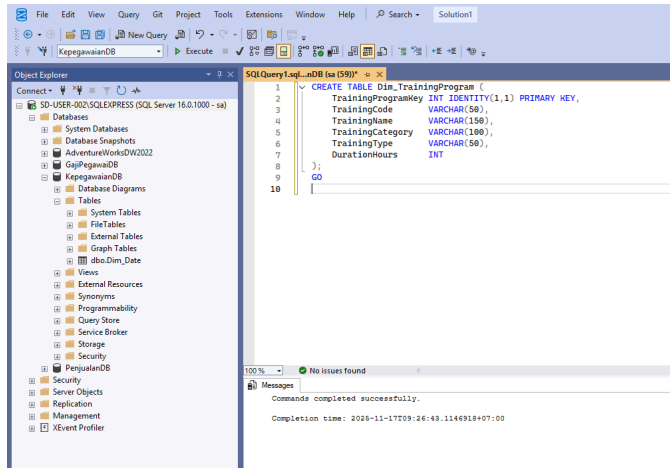 File Edit View Query Git Project Tools Extensions Window Help Search Solution1
New Query
KepegawaianDB Execute
Object Explorer
Connect
SD-USER-002\SQLEXPRESS (SQL Server 16.0.1000 - sa)
Databases
System Databases
Database Snapshots
AdventureWorksDW2022
GajiPegawaiDB
KepegawaianDB
Database Diagrams
Tables
System Tables
FileTables
External Tables
Graph Tables
dbo.Dim_Date
Views
External Resources
Synonyms
Programmability
Query Store
Service Broker
Storage
Security
PenjualanDB
Security
Server Objects
Replication
Management
XEvent Profiler
SQLQuery1.sql...nDB (sa (59))*
1 CREATE TABLE Dim_TrainingProgram (
2 TrainingProgramKey INT IDENTITY(1,1) PRIMARY KEY,
3 TrainingCode VARCHAR(50),
4 TrainingName VARCHAR(150),
5 TrainingCategory VARCHAR(100),
6 TrainingType VARCHAR(50),
7 DurationHours INT
8 );
9 GO
10
100 % No issues found
Messages
Commands completed successfully.
Completion time: 2025-11-17T09:26:43.1146918+07:00